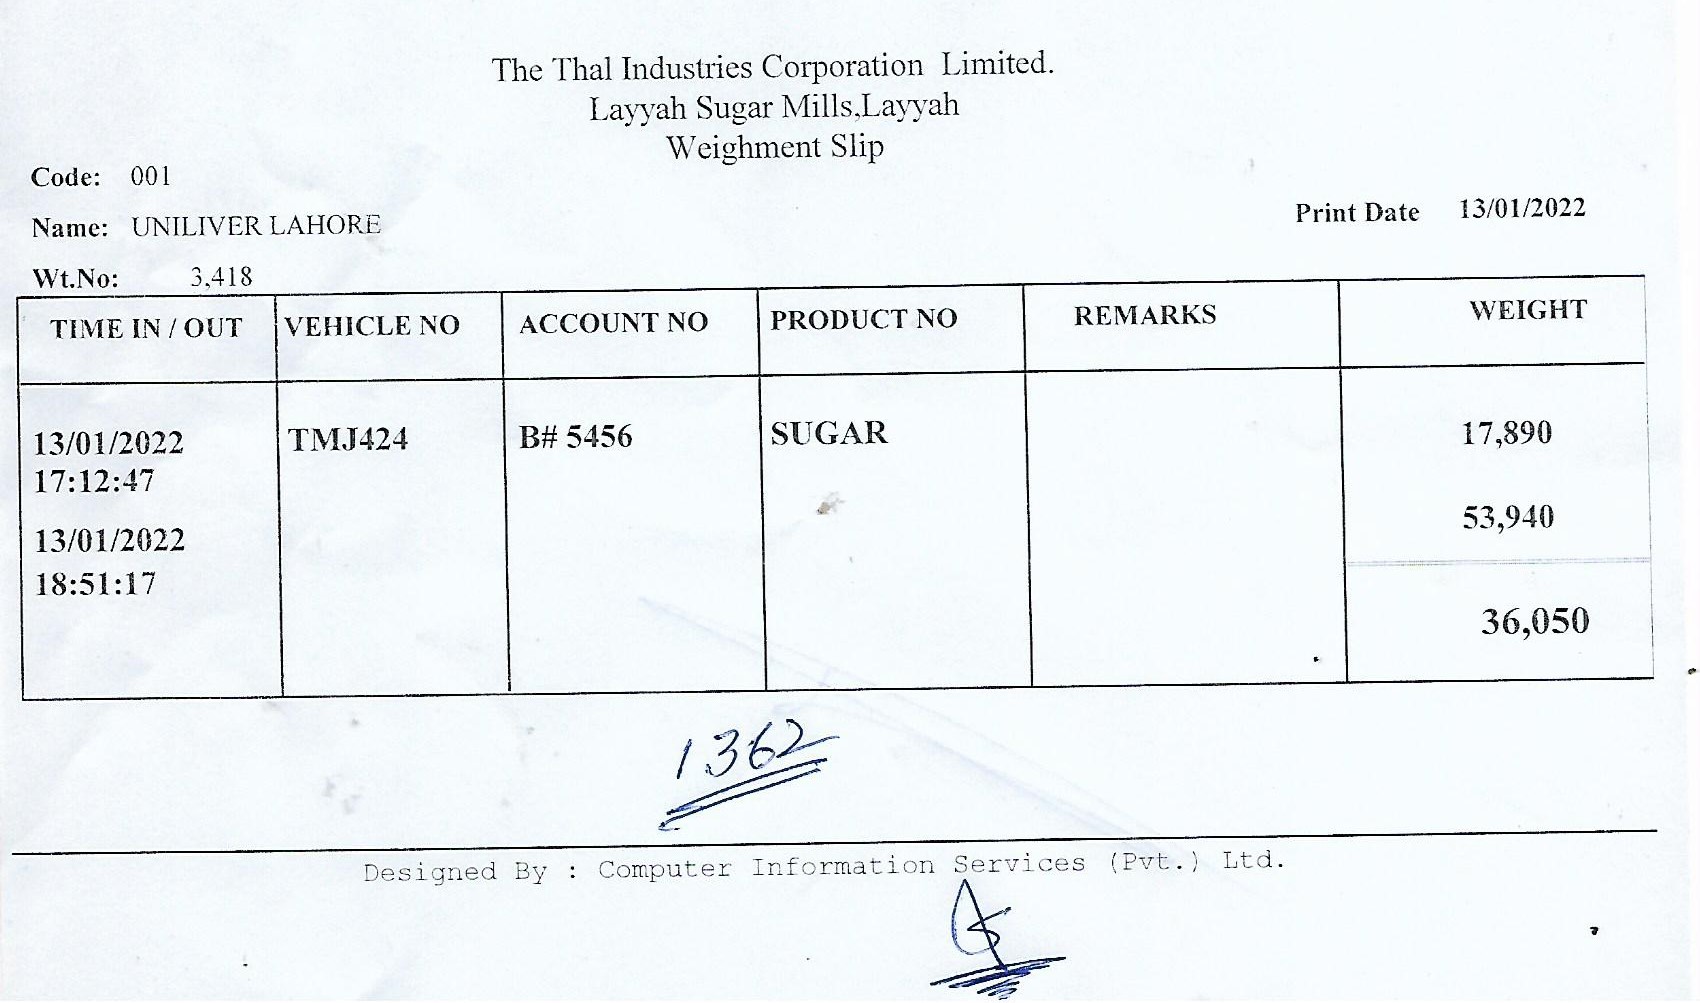 The Thal Industries Corporation Limited.
Layyah Sugar Mills,Layyah
Weighment Slip
Code: 001
Name: UNILIVER LAHORE
Print Date 13/01/2022
Wt.No: 3,418
TIME IN / OUT VEHICLE NO ACCOUNT NO PRODUCT NO REMARKS WEIGHT
13/01/2022 TMJ424 B# 5456 SUGAR 17,890
17:12:47
13/01/2022 53,940
18:51:17
36,050
1362
Designed By : Computer Information Services (Pvt.) Ltd.